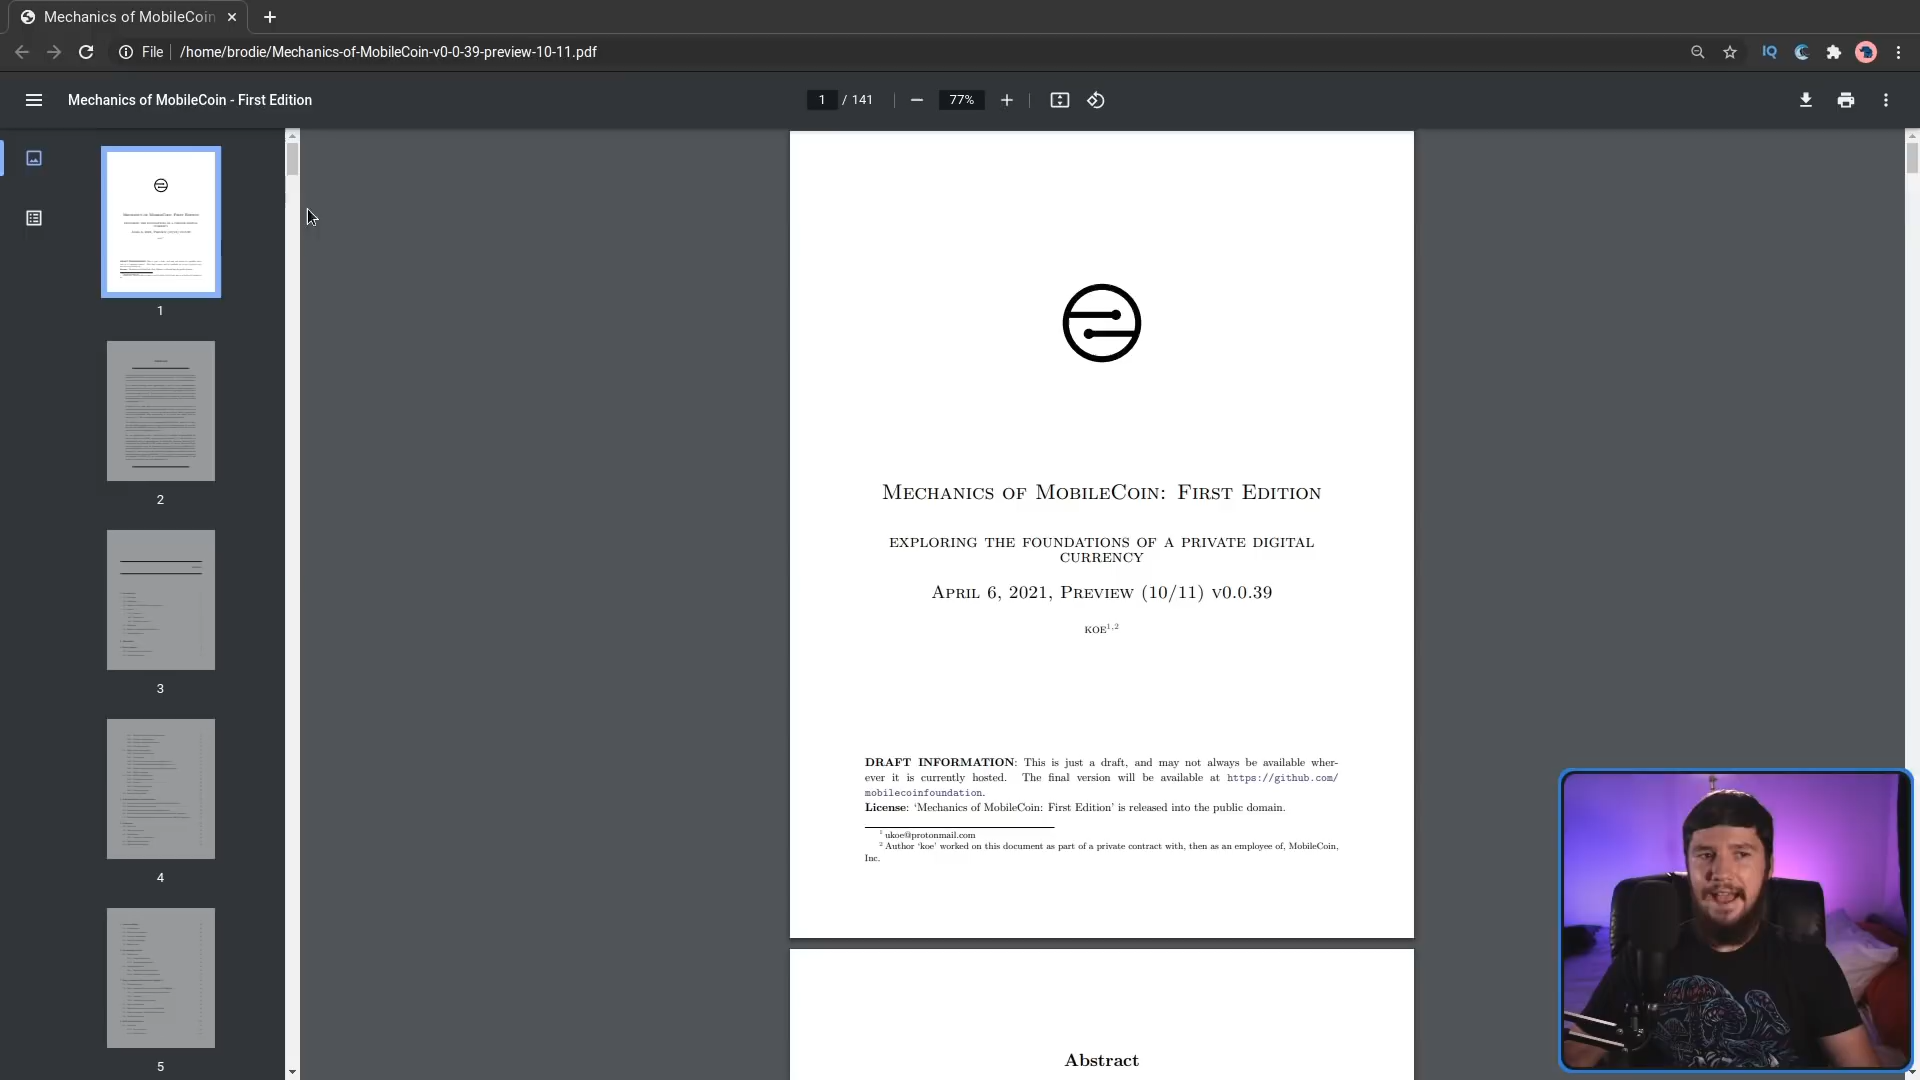 Mechanics of MobileCoin
File
/home/brodie/Mechanics-of-MobileCoin-v0-0-39-preview-10-11.pdf
IQ
Mechanics of MobileCoin - First Edition
1 / 141
77%
1
2
3
4
5
Mechanics of MobileCoin: First Edition
exploring the foundations of a private digital
currency
April 6, 2021, Preview (10/11) v0.0.39
koe1,2
DRAFT INFORMATION: This is just a draft, and may not always be available wher-
ever it is currently hosted. The final version will be available at https://github.com/
mobilecoinfoundation.
License: ‘Mechanics of MobileCoin: First Edition’ is released into the public domain.
1 ukoe@protonmail.com
2 Author ‘koe’ worked on this document as part of a private contract with, then as an employee of, MobileCoin,
Inc.
Abstract